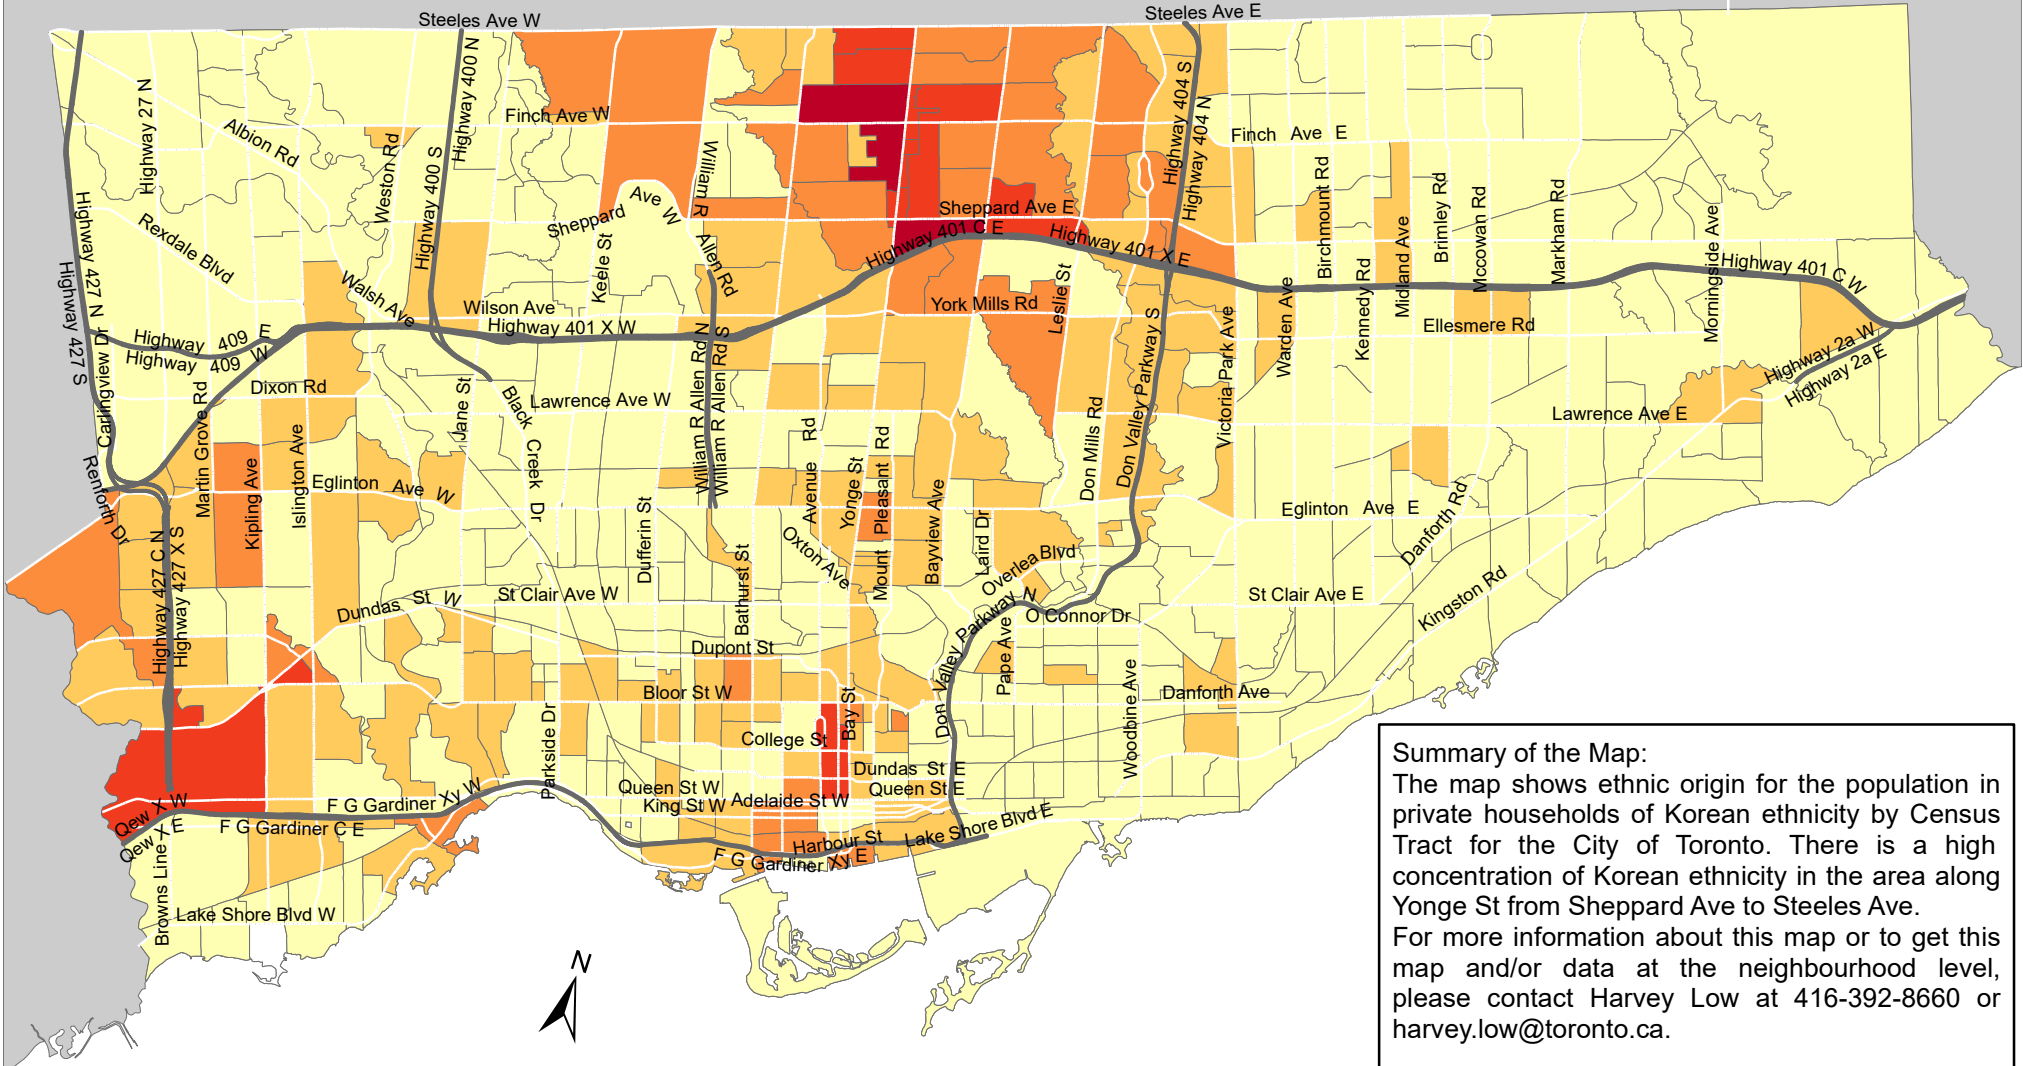 Steeles Ave W
Steeles Ave E
Highway 27 N
Albion Rd
Weston Rd
Highway 400 N
Highway 400 S
Finch Ave W
William R
Allen Rd
Highway 404 S
Highway 404 N
Finch Ave E
Highway 427 N
Highway 427 S
Rexdale Blvd
Walsh Ave
Sheppard Ave W
Keele St
Sheppard Ave E
Highway 401 C E
Highway 401 X E
Leslie St
York Mills Rd
Birchmount Rd
Kennedy Rd
Midland Ave
Brimley Rd
Mccowan Rd
Markham Rd
Morningside Ave
Highway 401 C W
Wilson Ave
Highway 401 X W
Highway 409 E
Highway 409 W
Carlingview Dr
Dixon Rd
Martin Grove Rd
Jane St
Black Creek Dr
Lawrence Ave W
William R Allen Rd N
William R Allen Rd S
Avenue Rd
Yonge St
Mount Pleasant Rd
Bayview Ave
Laird Dr
Don Mills Rd
Don Valley Parkway S
Victoria Park Ave
Warden Ave
Ellesmere Rd
Lawrence Ave E
Highway 2a W
Highway 2a E
Renforth Dr
Kipling Ave
Islington Ave
Eglinton Ave W
Dufferin St
Bathurst St
Oxton Ave
Overlea Blvd
Eglinton Ave E
Danforth Rd
Kingston Rd
Highway 427 C N
Highway 427 X S
Dundas St W
St Clair Ave W
Don Valley Parkway N
O Connor Dr
St Clair Ave E
Dupont St
Bloor St W
Bay St
Pape Ave
Woodbine Ave
Danforth Ave
Parkside Dr
College St
Dundas St E
Queen St W
Queen St E
King St W
Adelaide St W
Qew X W
Qew X E
F G Gardiner Xy W
F G Gardiner C E
Harbour St
Lake Shore Blvd E
F G Gardiner Xy E
Browns Line
Lake Shore Blvd W
N
Summary of the Map:
The map shows ethnic origin for the population in
private households of Korean ethnicity by Census
Tract for the City of Toronto. There is a high
concentration of Korean ethnicity in the area along
Yonge St from Sheppard Ave to Steeles Ave.
For more information about this map or to get this
map and/or data at the neighbourhood level,
please contact Harvey Low at 416-392-8660 or
harvey.low@toronto.ca.